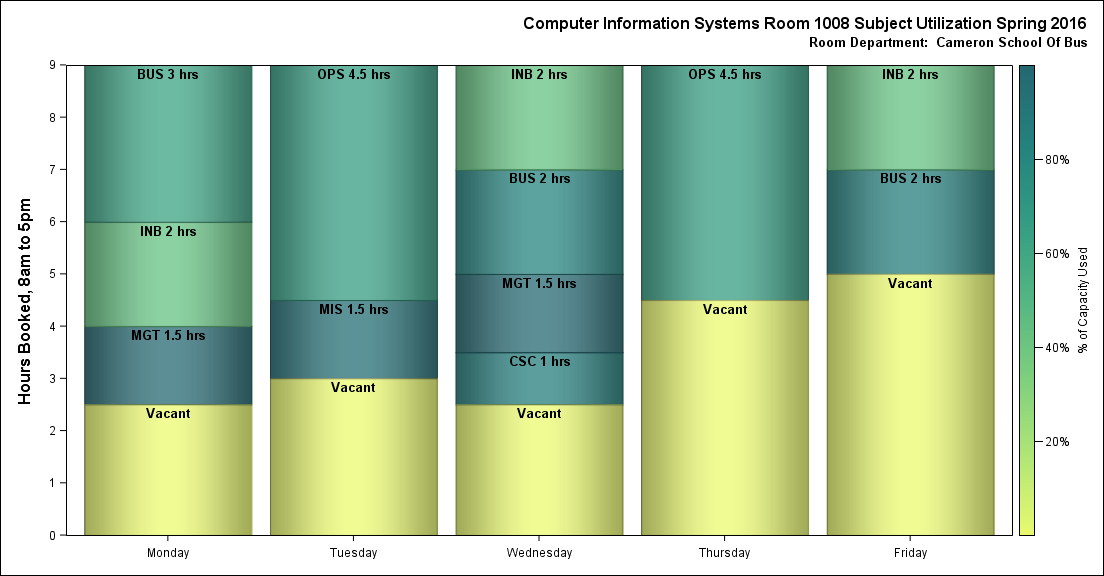 Computer Information Systems Room 1008 Subject Utilization Spring 2016
Room Department:  Cameron School Of Bus
Hours Booked, 8am to 5pm
9
8
7
6
5
4
3
2
1
0
BUS 3 hrs
INB 2 hrs
MGT 1.5 hrs
Vacant
OPS 4.5 hrs
MIS 1.5 hrs
Vacant
INB 2 hrs
BUS 2 hrs
MGT 1.5 hrs
CSC 1 hrs
Vacant
OPS 4.5 hrs
Vacant
INB 2 hrs
BUS 2 hrs
Vacant
Monday
Tuesday
Wednesday
Thursday
Friday
80%
60%
40%
20%
% of Capacity Used